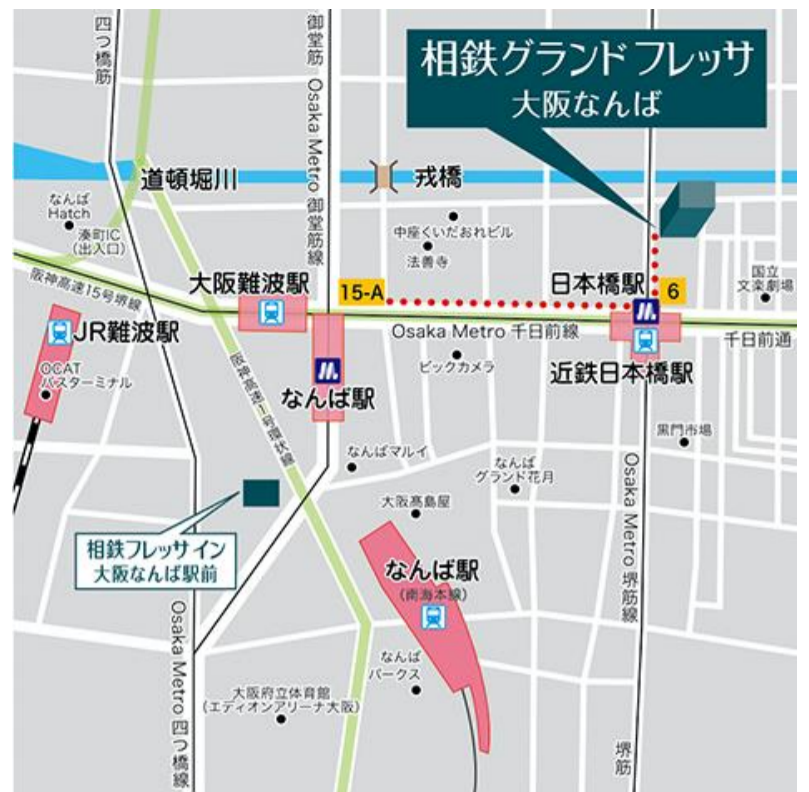 四つ橋筋
御堂筋
Osaka Metro 御堂筋線
相鉄グランドフレッサ
大阪なんば
道頓堀川
戎橋
なんば
Hatch
湊町IC
(出入口)
中座くいだおれビル
法善寺
国立
文楽劇場
阪神高速15号堺線
大阪難波駅
15-A
日本橋駅
6
JR難波駅
Osaka Metro 千日前線
千日前通
OCAT
バスターミナル
阪神高速1号環状線
なんば駅
ビックカメラ
近鉄日本橋駅
黒門市場
なんばマルイ
なんば
グランド花月
大阪髙島屋
Osaka Metro 堺筋線
相鉄フレッサイン
大阪なんば駅前
なんば駅
(南海本線)
Osaka Metro 四つ橋線
なんば
パークス
大阪府立体育館
(エディオンアリーナ大阪)
堺筋